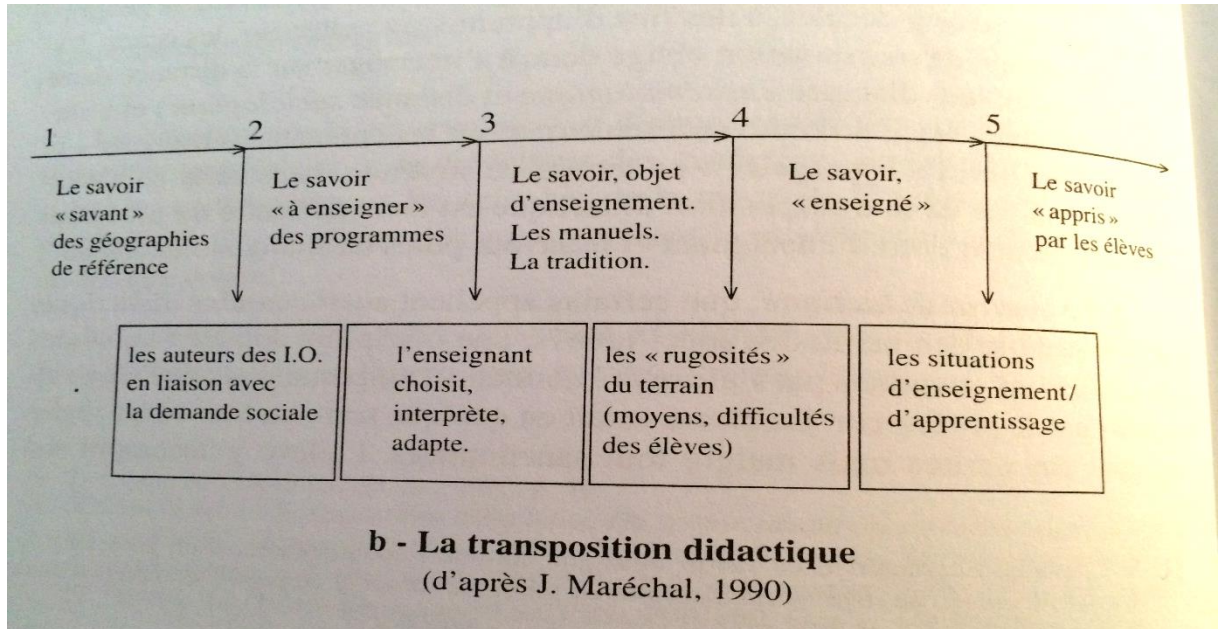 1
2
3
4
5
Le savoir
« savant »
des géographies
de référence
Le savoir
« à enseigner »
des programmes
Le savoir, objet
d'enseignement.
Les manuels.
La tradition.
Le savoir,
« enseigné »
Le savoir
« appris »
par les élèves
les auteurs des I.O.
en liaison avec
la demande sociale
l'enseignant
choisit,
interprète,
adapte.
les « rugosités »
du terrain
(moyens, difficultés
des élèves)
les situations
d'enseignement/
d'apprentissage
b - La transposition didactique
(d'après J. Maréchal, 1990)